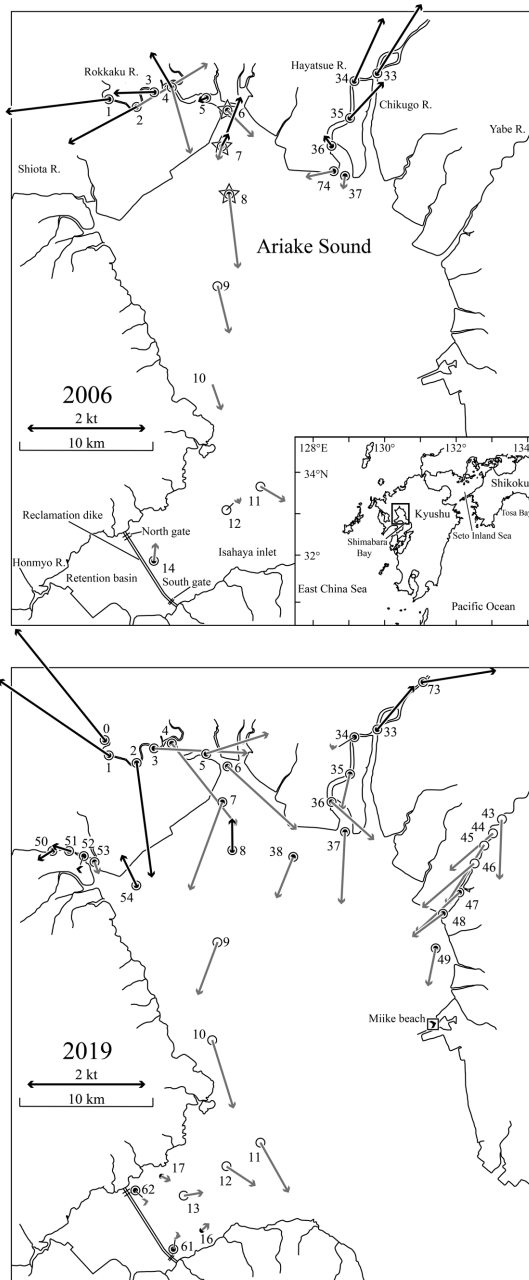 Rokkaku R.
Hayatsue R.
Chikugo R.
Yabe R.
Shiota R.
3
4
1
2
5
6
7
8
34
33
35
36
74
37
Ariake Sound
9
10
2006
2 kt
10 km
11
12
Reclamation dike
North gate
Isahaya inlet
Honmyo R.
14
Retention basin
South gate
128°E
130°
132°
134
34°N
32°
Shikoku
Kyushu
Tosa Ba
Seto Inland Sea
Shimabara
Bay
East China Sea
Pacific Ocean
0
1
2
3
4
5
6
7
8
34
33
73
35
36
37
38
50
51
52
53
54
43
44
45
46
47
48
49
9
Miike beach
10
2019
2 kt
10 km
11
12
17
62
13
16
61